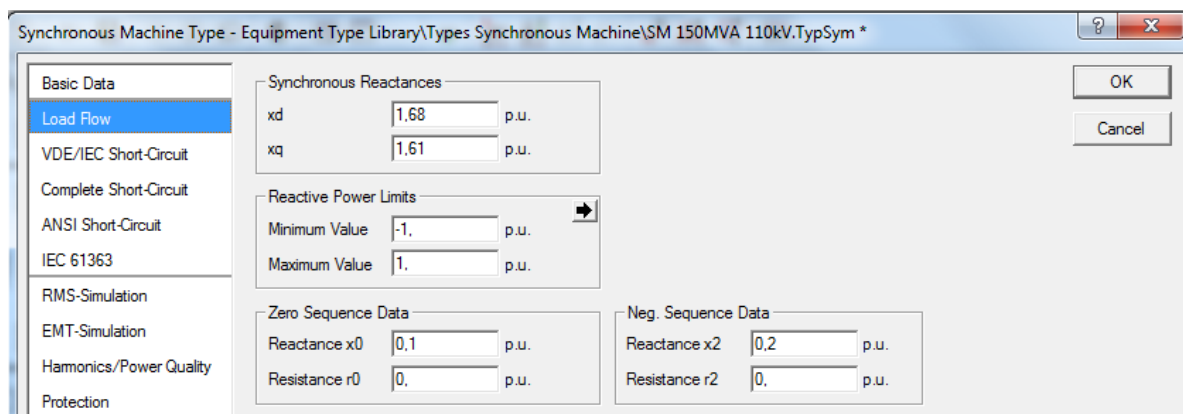 Synchronous Machine Type - Equipment Type Library\Types Synchronous Machine\SM 150MVA 110kV.TypSym *
?
X
Basic Data
Load Flow
VDE/IEC Short-Circuit
Complete Short-Circuit
ANSI Short-Circuit
IEC 61363
RMS-Simulation
EMT-Simulation
Harmonics/Power Quality
Protection
Synchronous Reactances
xd 1,68 p.u.
xq 1,61 p.u.
Reactive Power Limits
Minimum Value -1, p.u.
Maximum Value 1, p.u.
Zero Sequence Data
Reactance x0 0,1 p.u.
Resistance r0 0, p.u.
Neg. Sequence Data
Reactance x2 0,2 p.u.
Resistance r2 0, p.u.
OK
Cancel